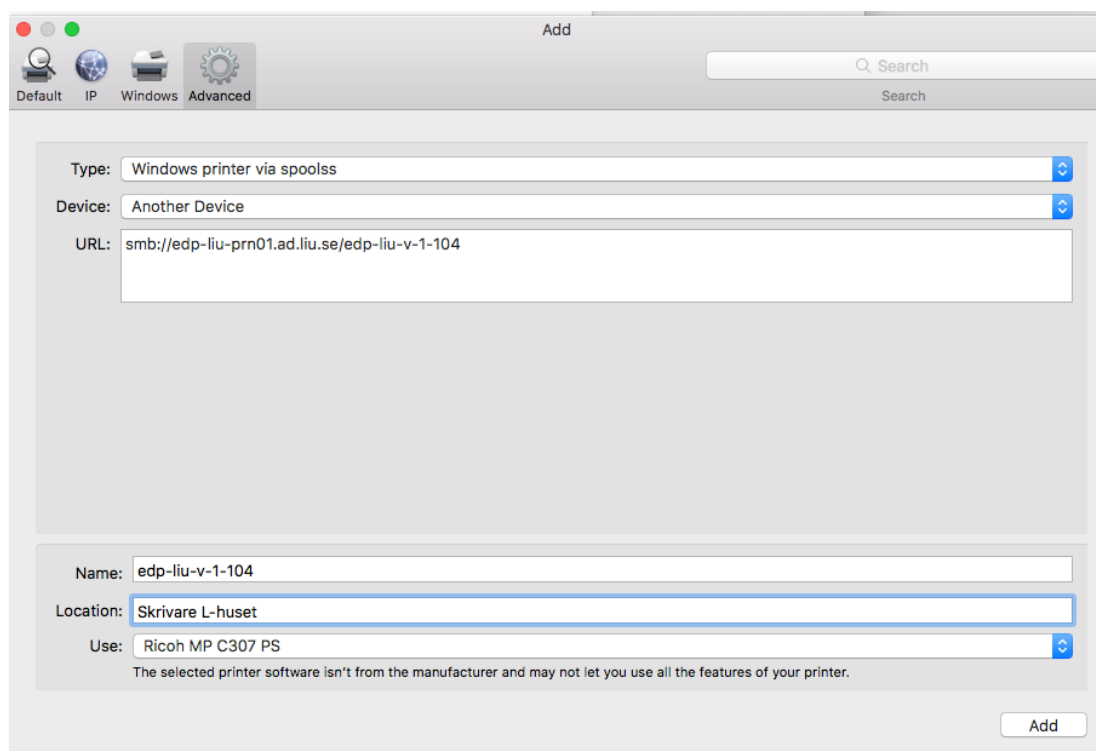 Add
Search
Default IP Windows Advanced
Search
Type: Windows printer via spoolss
Device: Another Device
URL: smb://edp-liu-prn01.ad.liu.se/edp-liu-v-1-104
Name: edp-liu-v-1-104
Location: Skrivare L-huset
Use: Ricoh MP C307 PS
The selected printer software isn't from the manufacturer and may not let you use all the features of your printer.
Add